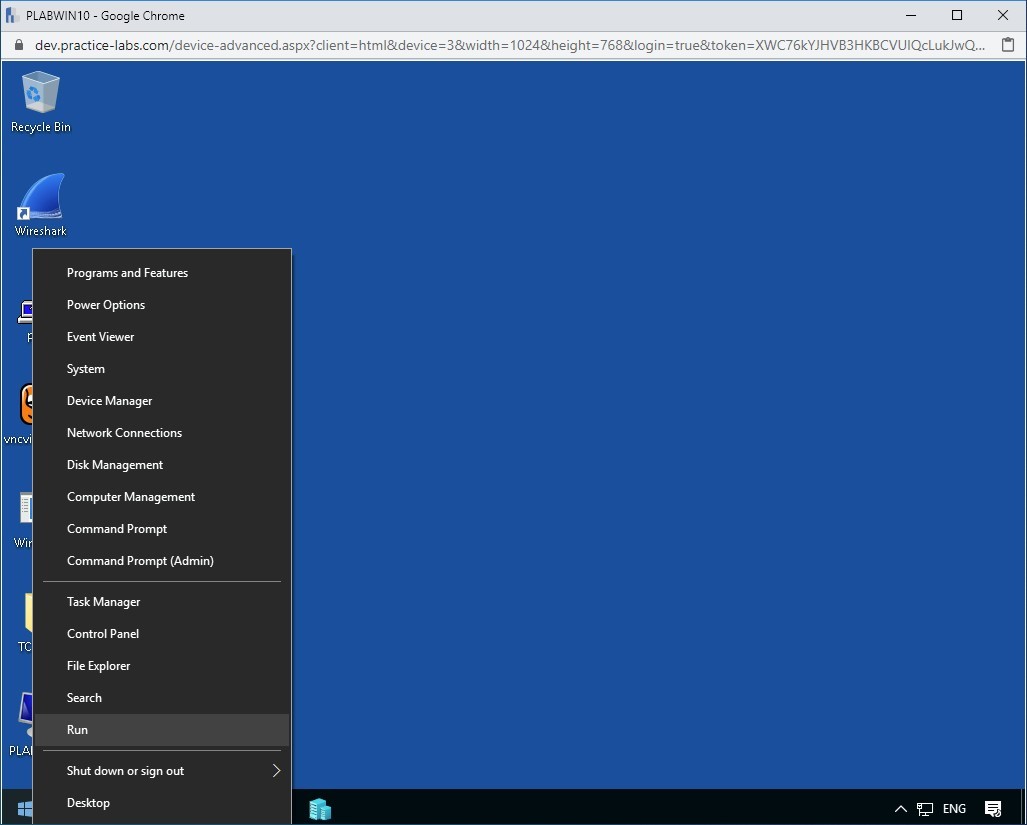 PLABWIN10 - Google Chrome
dev.practice-labs.com/device-advanced.aspx?client=html&device=3&width=1024&height=768&login=true&token=XWC76kYJHVB3HKBCVUIQcLukJwQ...
Recycle Bin
Wireshark
Programs and Features
Power Options
Event Viewer
System
Device Manager
Network Connections
vncvi
Disk Management
Computer Management
Command Prompt
Win
Command Prompt (Admin)
Task Manager
Control Panel
TC
File Explorer
Search
Run
PLA
Shut down or sign out
Desktop
ENG